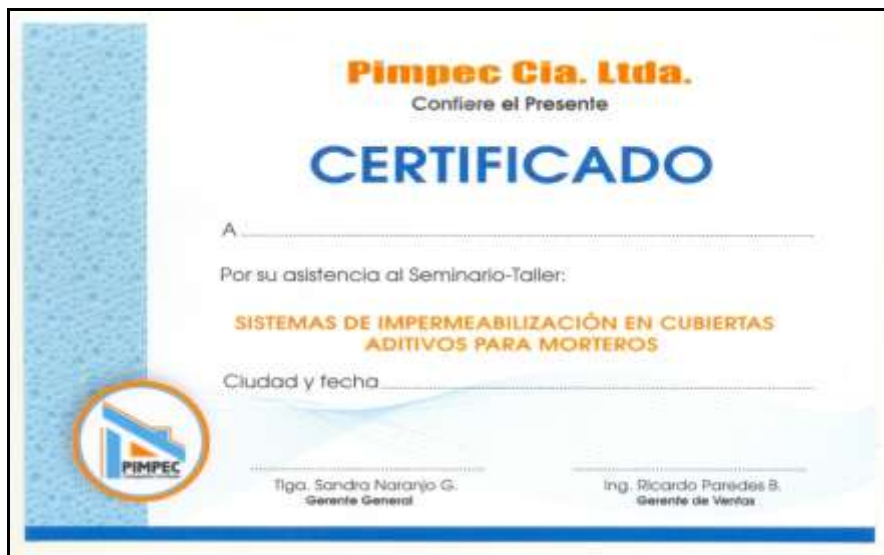 Pimpec Cia. Ltda.
Confiere el Presente
CERTIFICADO
A
Por su asistencia al Seminario-Taller:
SISTEMAS DE IMPERMEABILIZACIÓN EN CUBIERTAS
ADITIVOS PARA MORTEROS
Ciudad y fecha
PIMPEC
Tlga. Sandra Naranjo G.
Gerente General
Ing. Ricardo Paredes B.
Gerente de Ventas